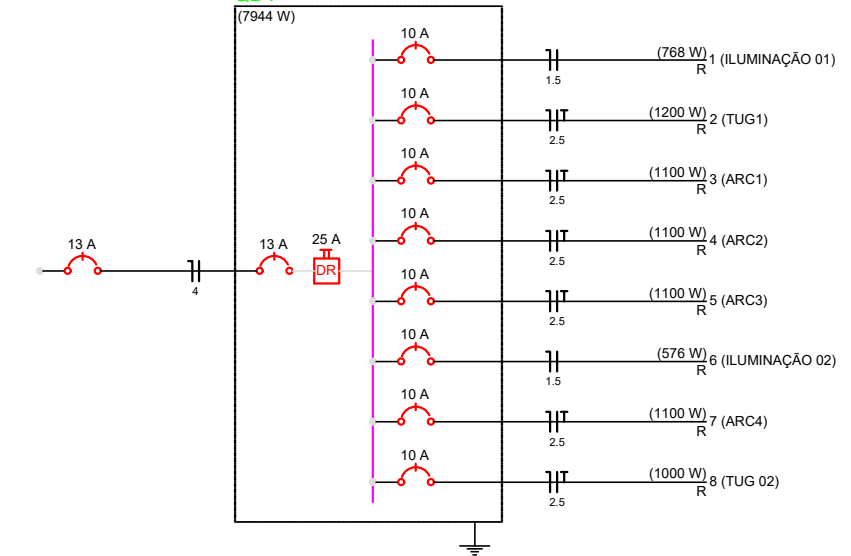 (7944 W)
10 A
(768 W)
1 (ILUMINAÇÃO 01)
R
1.5
10 A
(1200 W)
2 (TUG1)
R
T
2.5
10 A
(1100 W)
3 (ARC1)
R
T
2.5
10 A
(1100 W)
4 (ARC2)
R
T
2.5
13 A
4
13 A
25 A
DR
10 A
(1100 W)
5 (ARC3)
R
T
2.5
10 A
(576 W)
6 (ILUMINAÇÃO 02)
R
1.5
10 A
(1100 W)
7 (ARC4)
R
T
2.5
10 A
(1000 W)
8 (TUG 02)
R
T
2.5